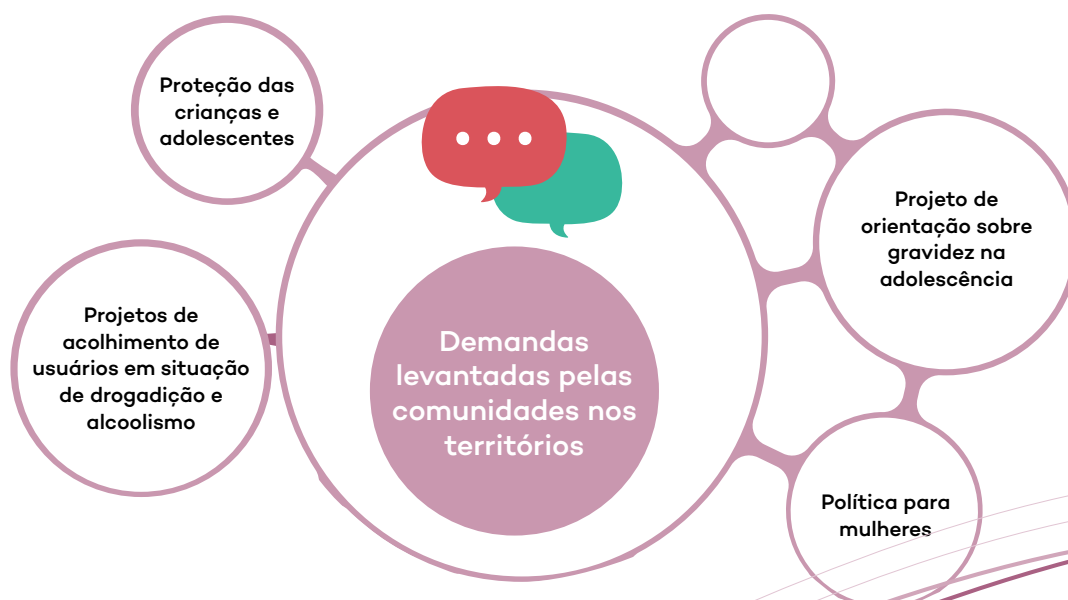 Proteção das
crianças e
adolescentes
Projetos de
acolhimento de
usuários em situação
de drogadição e
alcoolismo
Demandas
levantadas pelas
comunidades nos
territórios
Projeto de
orientação sobre
gravidez na
adolescência
Política para
mulheres